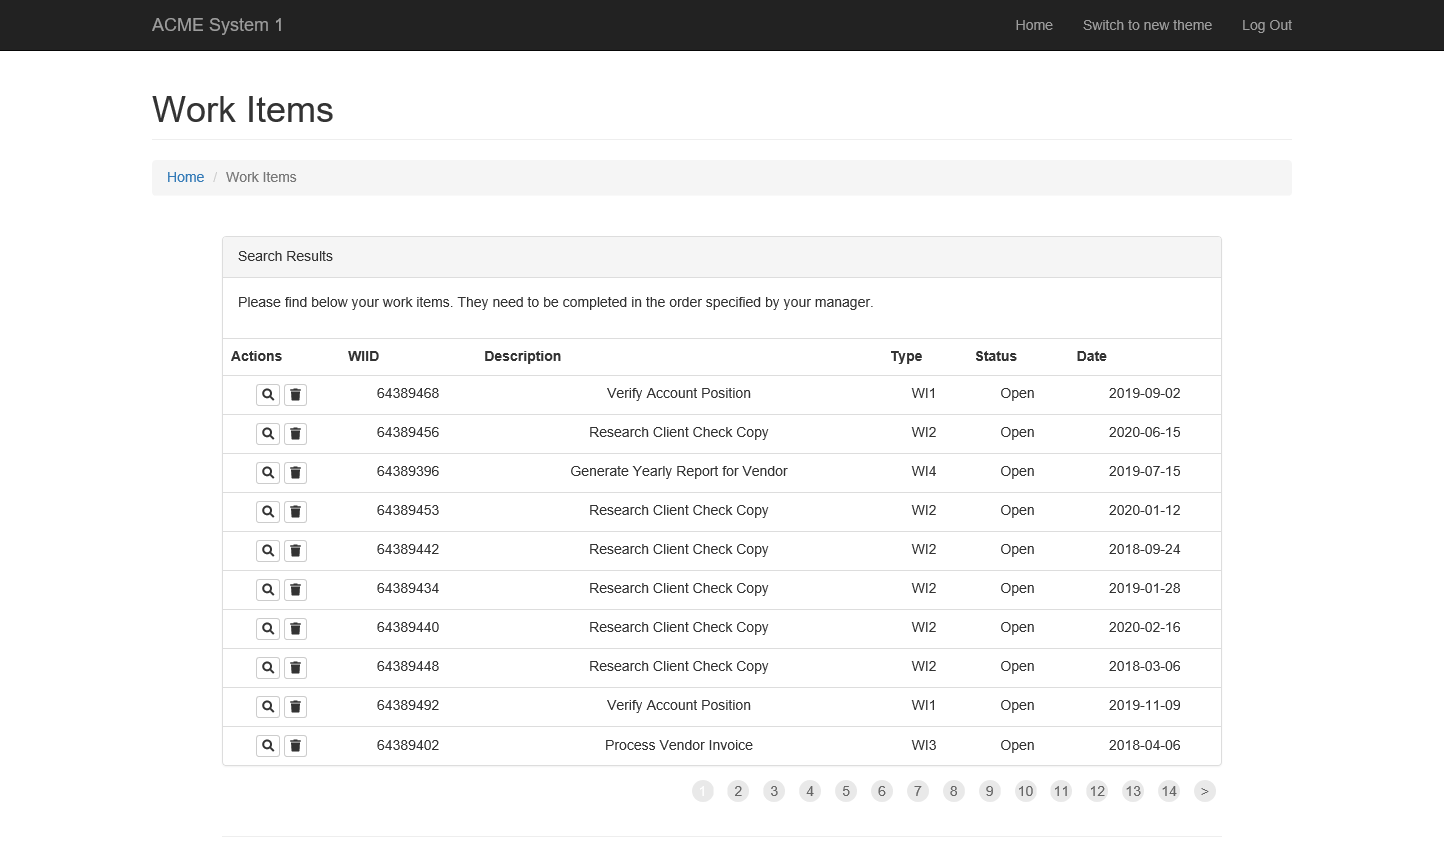 ACME System 1 Home Switch to new theme Log Out
Work Items
Home / Work Items
Search Results
Please find below your work items. They need to be completed in the order specified by your manager.
Actions WIID Description Type Status Date
64389468 Verify Account Position WI1 Open 2019-09-02
64389456 Research Client Check Copy WI2 Open 2020-06-15
64389396 Generate Yearly Report for Vendor WI4 Open 2019-07-15
64389453 Research Client Check Copy WI2 Open 2020-01-12
64389442 Research Client Check Copy WI2 Open 2018-09-24
64389434 Research Client Check Copy WI2 Open 2019-01-28
64389440 Research Client Check Copy WI2 Open 2020-02-16
64389448 Research Client Check Copy WI2 Open 2018-03-06
64389492 Verify Account Position WI1 Open 2019-11-09
64389402 Process Vendor Invoice WI3 Open 2018-04-06
1 2 3 4 5 6 7 8 9 10 11 12 13 14 >